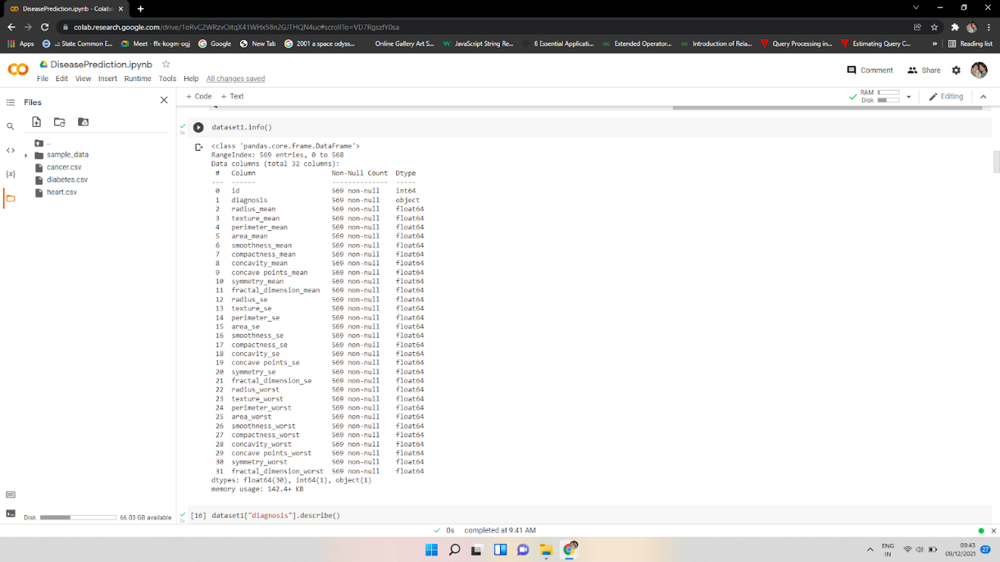 DiseasePrediction.ipynb - Colab
colab.research.google.com/drive/1oRvC2WRzvOitqX41WHx58n2GJTHQN4uc#scrollTo=VD7RgszfY0sa
Apps ..: State Common E... Meet - ffx-kogm-ogj Google New Tab 2001 a space odyss... Online Gallery Art S... JavaScript String Re... 6 Essential Applicati... Extended Operator... Introduction of Rela... Query Processing in... Estimating Query C... » Reading list
DiseasePrediction.ipynb
Comment Share
File Edit View Insert Runtime Tools Help All changes saved
Files
+ Code + Text
RAM
Disk
Editing
..
sample_data
cancer.csv
diabetes.csv
heart.csv
{x}
0s
dataset1.info()
<class 'pandas.core.frame.DataFrame'>
RangeIndex: 569 entries, 0 to 568
Data columns (total 32 columns):
# Column Non-Null Count Dtype
--- ------ -------------- -----
0 id 569 non-null int64
1 diagnosis 569 non-null object
2 radius_mean 569 non-null float64
3 texture_mean 569 non-null float64
4 perimeter_mean 569 non-null float64
5 area_mean 569 non-null float64
6 smoothness_mean 569 non-null float64
7 compactness_mean 569 non-null float64
8 concavity_mean 569 non-null float64
9 concave points_mean 569 non-null float64
10 symmetry_mean 569 non-null float64
11 fractal_dimension_mean 569 non-null float64
12 radius_se 569 non-null float64
13 texture_se 569 non-null float64
14 perimeter_se 569 non-null float64
15 area_se 569 non-null float64
16 smoothness_se 569 non-null float64
17 compactness_se 569 non-null float64
18 concavity_se 569 non-null float64
19 concave points_se 569 non-null float64
20 symmetry_se 569 non-null float64
21 fractal_dimension_se 569 non-null float64
22 radius_worst 569 non-null float64
23 texture_worst 569 non-null float64
24 perimeter_worst 569 non-null float64
25 area_worst 569 non-null float64
26 smoothness_worst 569 non-null float64
27 compactness_worst 569 non-null float64
28 concavity_worst 569 non-null float64
29 concave points_worst 569 non-null float64
30 symmetry_worst 569 non-null float64
31 fractal_dimension_worst 569 non-null float64
dtypes: float64(30), int64(1), object(1)
memory usage: 142.4+ KB
Disk 66.03 GB available
0s
[16] dataset1["diagnosis"].describe()
0s completed at 9:41 AM
ENG
IN
09:43
09/12/2021
27